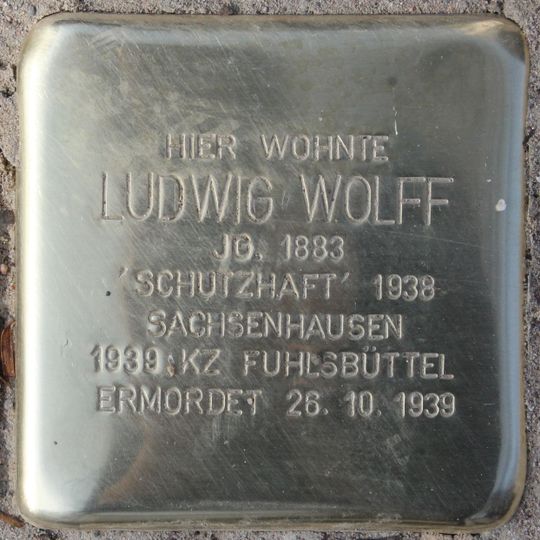 HIER WOHNTE
LUDWIG WOLFF
JG. 1883
'SCHUTZHAFT' 1938
SACHSENHAUSEN
1939 KZ FUHLSBÜTTEL
ERMORDET 26. 10. 1939